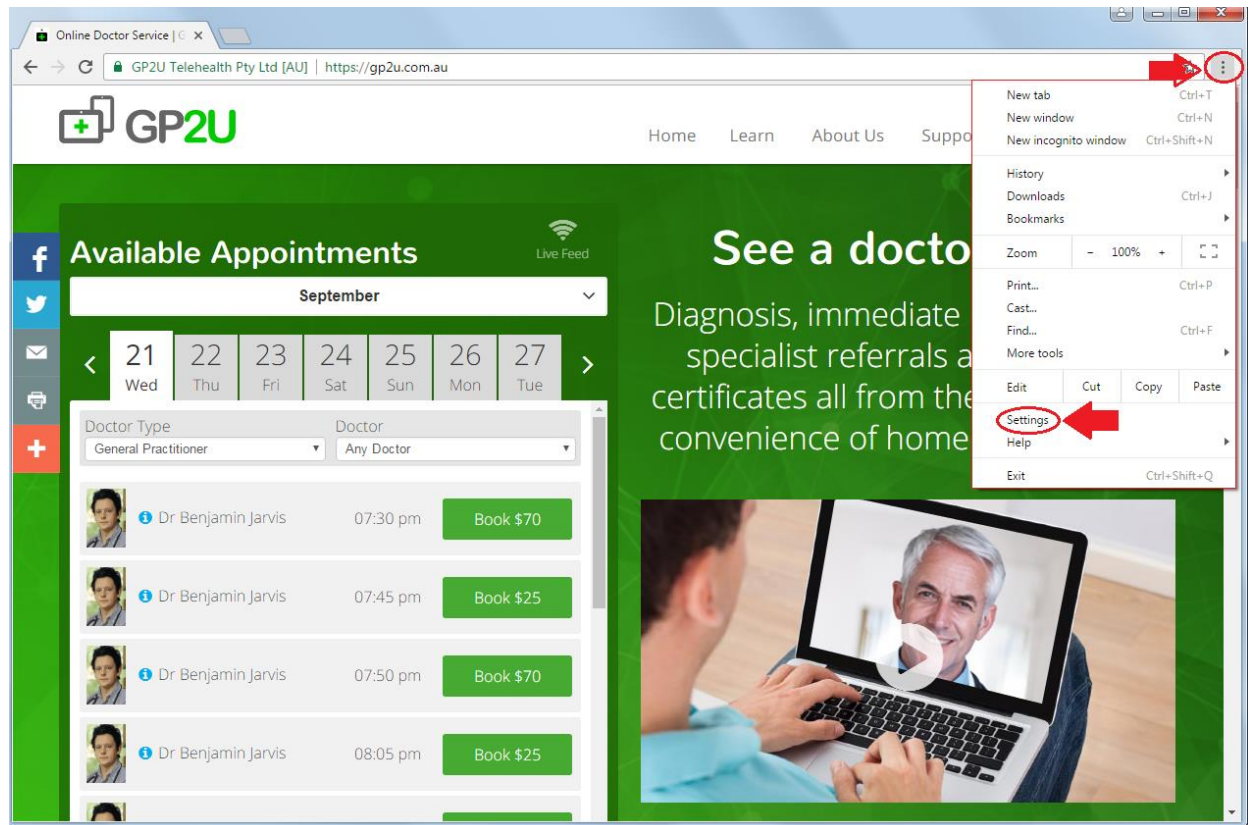 Online Doctor Service | G
GP2U Telehealth Pty Ltd [AU] | https://gp2u.com.au
GP2U
Home Learn About Us Suppo
New tab Ctrl+T
New window Ctrl+N
New incognito window Ctrl+Shift+N
History
Downloads Ctrl+J
Bookmarks
Zoom - 100% +
Print... Ctrl+P
Cast...
Find... Ctrl+F
More tools
Edit Cut Copy Paste
Settings
Help
Exit Ctrl+Shift+Q
Available Appointments
Live Feed
September
21 22 23 24 25 26 27
Wed Thu Fri Sat Sun Mon Tue
Doctor Type Doctor
General Practitioner Any Doctor
Dr Benjamin Jarvis 07:30 pm Book $70
Dr Benjamin Jarvis 07:45 pm Book $25
Dr Benjamin Jarvis 07:50 pm Book $70
Dr Benjamin Jarvis 08:05 pm Book $25
See a docto
Diagnosis, immediate
specialist referrals a
certificates all from the
convenience of home